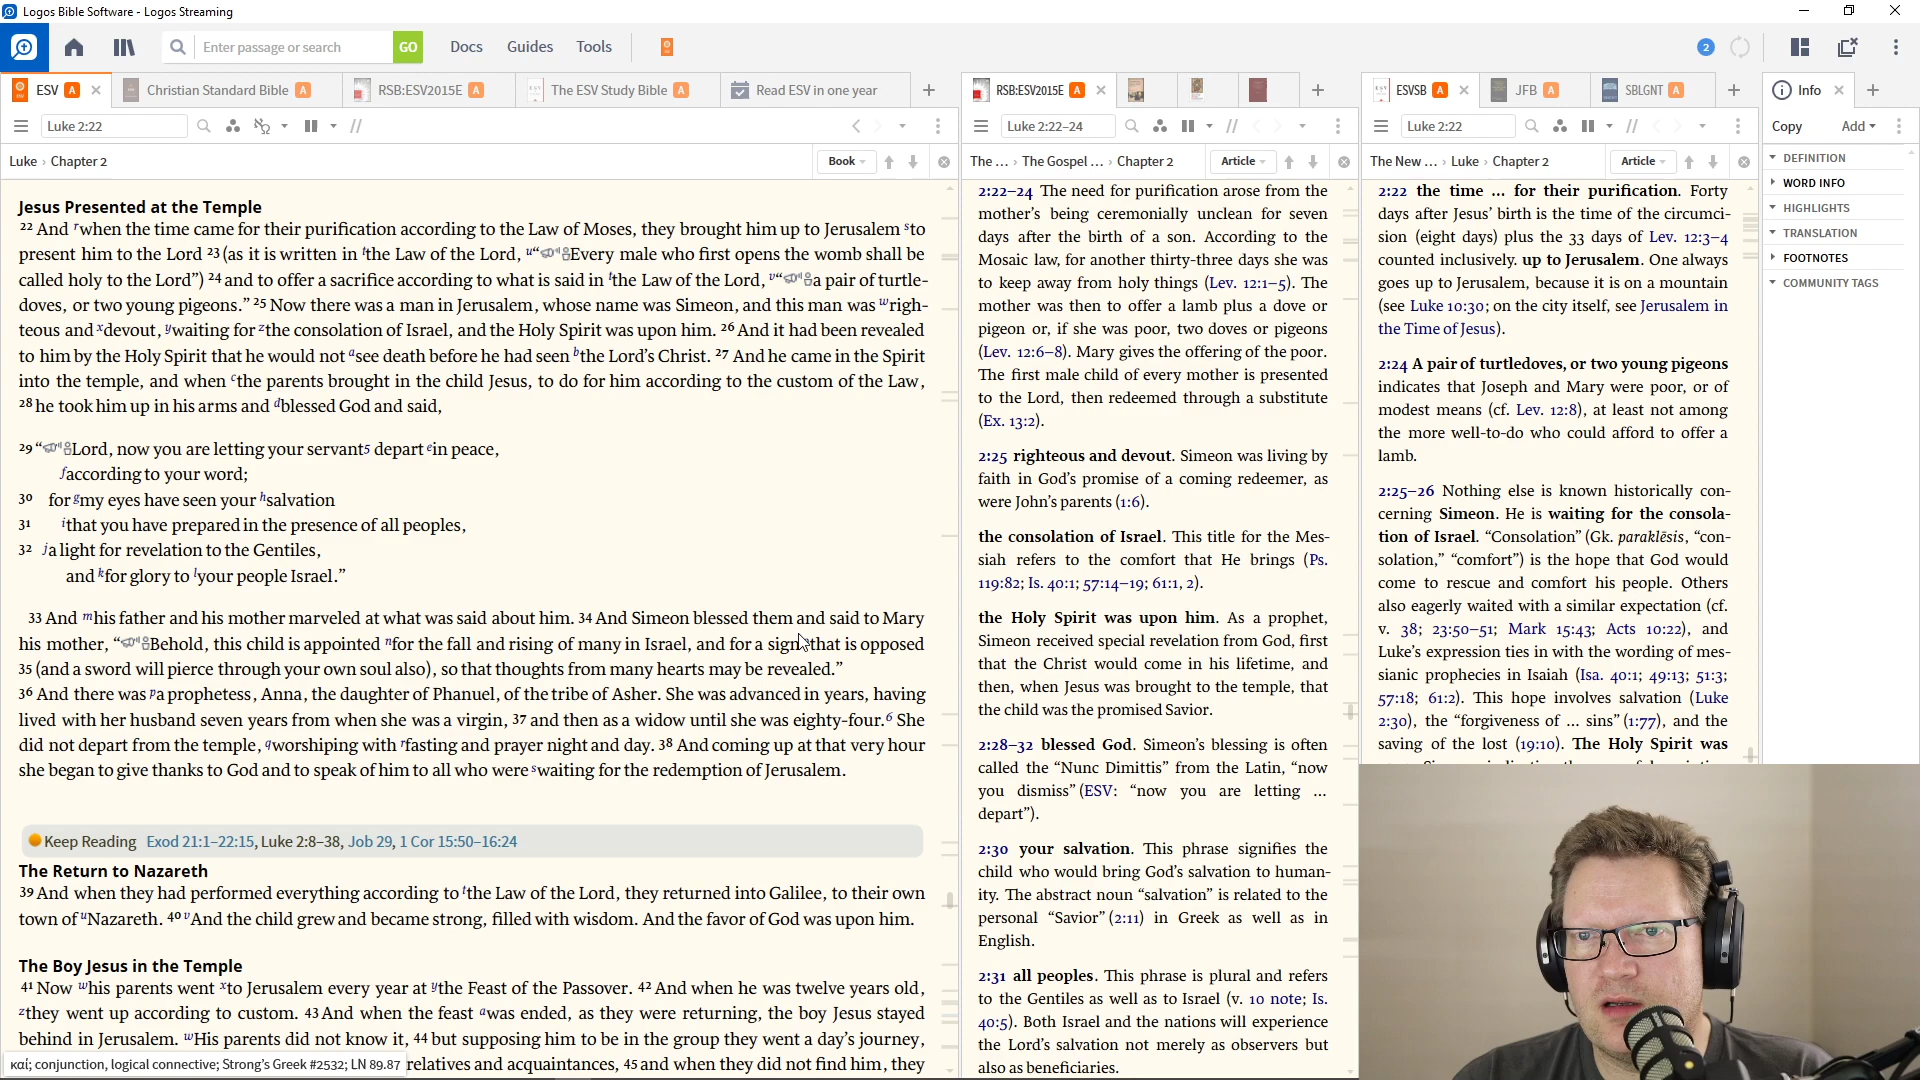 Logos Bible Software - Logos Streaming
Enter passage or search
GO
Docs
Guides
Tools
2
ESV A
Christian Standard Bible A
RSB:ESV2015E A
The ESV Study Bible A
Read ESV in one year
Luke 2:22
Luke › Chapter 2
Book
Jesus Presented at the Temple
22 And rwhen the time came for their purification according to the Law of Moses, they brought him up to Jerusalem sto
present him to the Lord 23 (as it is written in tthe Law of the Lord, u“Every male who first opens the womb shall be
called holy to the Lord”) 24 and to offer a sacrifice according to what is said in tthe Law of the Lord, v“a pair of turtle-
doves, or two young pigeons.” 25 Now there was a man in Jerusalem, whose name was Simeon, and this man was wrigh-
teous and xdevout, ywaiting for zthe consolation of Israel, and the Holy Spirit was upon him. 26 And it had been revealed
to him by the Holy Spirit that he would not asee death before he had seen bthe Lord’s Christ. 27 And he came in the Spirit
into the temple, and when cthe parents brought in the child Jesus, to do for him according to the custom of the Law,
28 he took him up in his arms and dblessed God and said,
29 “Lord, now you are letting your servant5 depart ein peace,
faccording to your word;
30 for gmy eyes have seen your hsalvation
31 ithat you have prepared in the presence of all peoples,
32 ja light for revelation to the Gentiles,
and kfor glory to lyour people Israel.”
33 And mhis father and his mother marveled at what was said about him. 34 And Simeon blessed them and said to Mary
his mother, “Behold, this child is appointed nfor the fall and rising of many in Israel, and for a sign that is opposed
35 (and a sword will pierce through your own soul also), so that thoughts from many hearts may be revealed.”
36 And there was pa prophetess, Anna, the daughter of Phanuel, of the tribe of Asher. She was advanced in years, having
lived with her husband seven years from when she was a virgin, 37 and then as a widow until she was eighty-four.6 She
did not depart from the temple, qworshiping with rfasting and prayer night and day. 38 And coming up at that very hour
she began to give thanks to God and to speak of him to all who were swaiting for the redemption of Jerusalem.
Keep Reading Exod 21:1–22:15, Luke 2:8–38, Job 29, 1 Cor 15:50–16:24
The Return to Nazareth
39 And when they had performed everything according to tthe Law of the Lord, they returned into Galilee, to their own
town of uNazareth. 40 vAnd the child grew and became strong, filled with wisdom. And the favor of God was upon him.
The Boy Jesus in the Temple
41 Now whis parents went xto Jerusalem every year at ythe Feast of the Passover. 42 And when he was twelve years old,
zthey went up according to custom. 43 And when the feast awas ended, as they were returning, the boy Jesus stayed
behind in Jerusalem. wHis parents did not know it, 44 but supposing him to be in the group they went a day’s journey,
relatives and acquaintances, 45 and when they did not find him, they
καί; conjunction, logical connective; Strong’s Greek #2532; LN 89.87
RSB:ESV2015E A
Luke 2:22–24
The ... › The Gospel ... › Chapter 2
Article
2:22–24 The need for purification arose from the
mother’s being ceremonially unclean for seven
days after the birth of a son. According to the
Mosaic law, for another thirty-three days she was
to keep away from holy things (Lev. 12:1–5). The
mother was then to offer a lamb plus a dove or
pigeon or, if she was poor, two doves or pigeons
(Lev. 12:6–8). Mary gives the offering of the poor.
The first male child of every mother is presented
to the Lord, then redeemed through a substitute
(Ex. 13:2).
2:25 righteous and devout. Simeon was living by
faith in God’s promise of a coming redeemer, as
were John’s parents (1:6).
the consolation of Israel. This title for the Mes-
siah refers to the comfort that He brings (Ps.
119:82; Is. 40:1; 57:14–19; 61:1, 2).
the Holy Spirit was upon him. As a prophet,
Simeon received special revelation from God, first
that the Christ would come in his lifetime, and
then, when Jesus was brought to the temple, that
the child was the promised Savior.
2:28–32 blessed God. Simeon’s blessing is often
called the “Nunc Dimittis” from the Latin, “now
you dismiss” (ESV: “now you are letting ...
depart”).
2:30 your salvation. This phrase signifies the
child who would bring God’s salvation to human-
ity. The abstract noun “salvation” is related to the
personal “Savior” (2:11) in Greek as well as in
English.
2:31 all peoples. This phrase is plural and refers
to the Gentiles as well as to Israel (v. 10 note; Is.
40:5). Both Israel and the nations will experience
the Lord’s salvation not merely as observers but
also as beneficiaries.
ESVSB A
JFB A
SBLGNT A
Luke 2:22
The New ... › Luke › Chapter 2
Article
2:22 the time ... for their purification. Forty
days after Jesus’ birth is the time of the circumci-
sion (eight days) plus the 33 days of Lev. 12:3–4
counted inclusively. up to Jerusalem. One always
goes up to Jerusalem, because it is on a mountain
(see Luke 10:30; on the city itself, see Jerusalem in
the Time of Jesus).
2:24 A pair of turtledoves, or two young pigeons
indicates that Joseph and Mary were poor, or of
modest means (cf. Lev. 12:8), at least not among
the more well-to-do who could afford to offer a
lamb.
2:25–26 Nothing else is known historically con-
cerning Simeon. He is waiting for the consola-
tion of Israel. “Consolation” (Gk. paraklēsis, “con-
solation,” “comfort”) is the hope that God would
come to rescue and comfort his people. Others
also eagerly waited with a similar expectation (cf.
v. 38; 23:50–51; Mark 15:43; Acts 10:22), and
Luke’s expression ties in with the wording of mes-
sianic prophecies in Isaiah (Isa. 40:1; 49:13; 51:3;
57:18; 61:2). This hope involves salvation (Luke
2:30), the “forgiveness of ... sins” (1:77), and the
saving of the lost (19:10). The Holy Spirit was
Info
Copy
Add
DEFINITION
WORD INFO
HIGHLIGHTS
TRANSLATION
FOOTNOTES
COMMUNITY TAGS